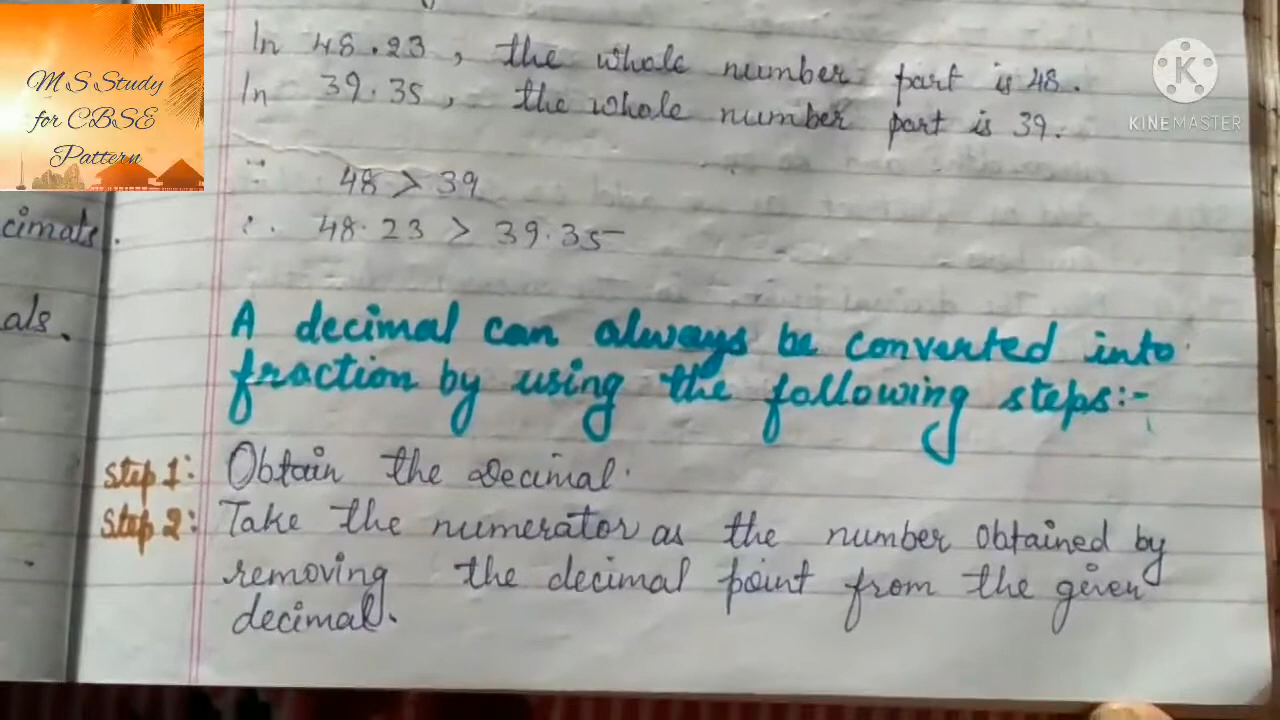 M S Study
for CBSE
Pattern
KINEMASTER
In 48.23, the whole number part is 48.
In 39.35, the whole number part is 39.
∵ 48 > 39
∴ 48.23 > 39.35
cimals.
als.
A decimal can always be converted into
fraction by using the following steps:-
Step 1: Obtain the Decimal.
Step 2: Take the numerator as the number obtained by
removing the decimal point from the given
decimal.